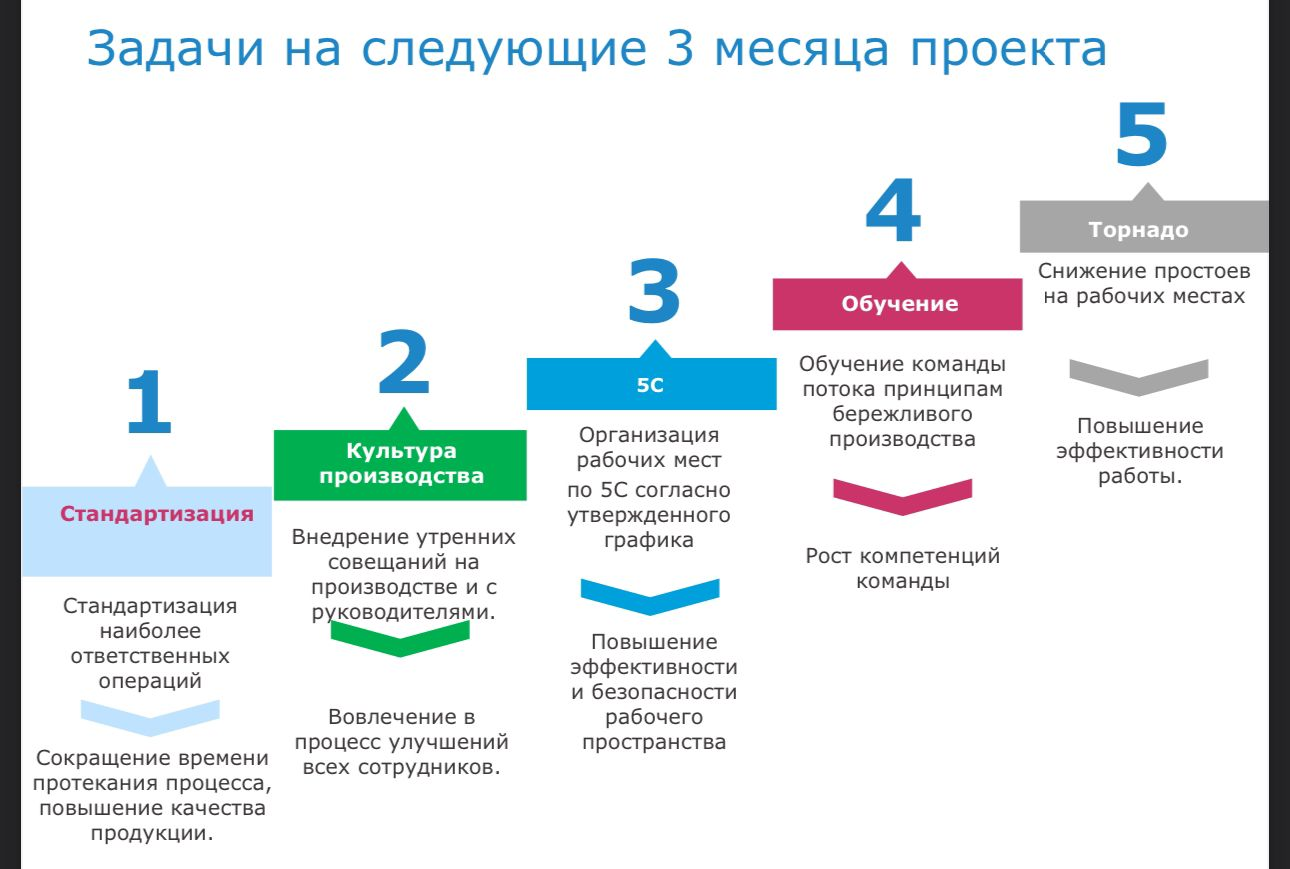 Задачи на следующие 3 месяца проекта
1
Стандартизация
Стандартизация
наиболее
ответственных
операций
Сокращение времени
протекания процесса,
повышение качества
продукции.
2
Культура
производства
Внедрение утренних
совещаний на
производстве и с
руководителями.
Вовлечение в
процесс улучшений
всех сотрудников.
3
5С
Организация
рабочих мест
по 5С согласно
утвержденного
графика
Повышение
эффективности
и безопасности
рабочего
пространства
4
Обучение
Обучение команды
потока принципам
бережливого
производства
Рост компетенций
команды
5
Торнадо
Снижение простоев
на рабочих местах
Повышение
эффективности
работы.